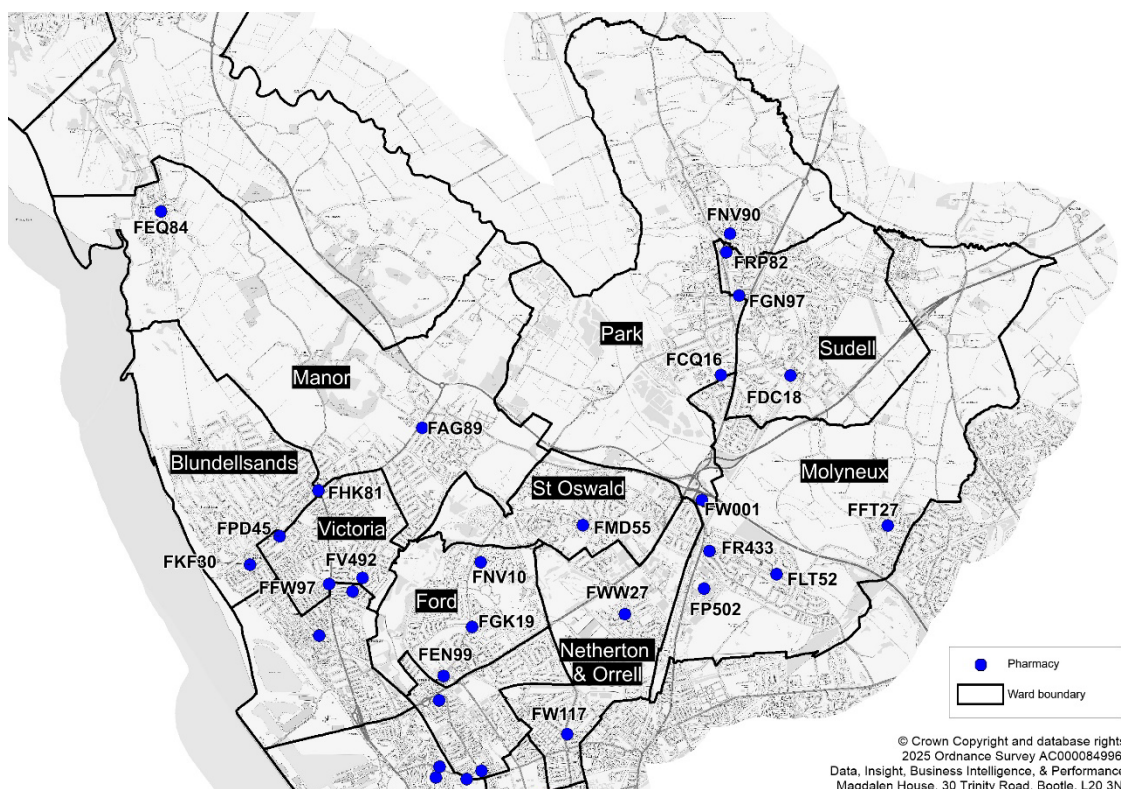 FEQ84
FNV90
FRP82
FGN97
Park
Sudell
FCQ16
Manor
FDC18
FAG89
Blundellsands
Molyneux
St Oswald
FHK81
FW001
FPD45
Victoria
FMD55
FFT27
FKF30
FV492
FNV10
FR433
FFW97
FLT52
Ford
FWW27
FP502
FGK19
Netherton
& Orrell
FEN99
FW117
Pharmacy
Ward boundary
© Crown Copyright and database rights
2025 Ordnance Survey AC000084996
Data, Insight, Business Intelligence, & Performance
Magdalen House, 30 Trinity Road, Bootle, L20 3N